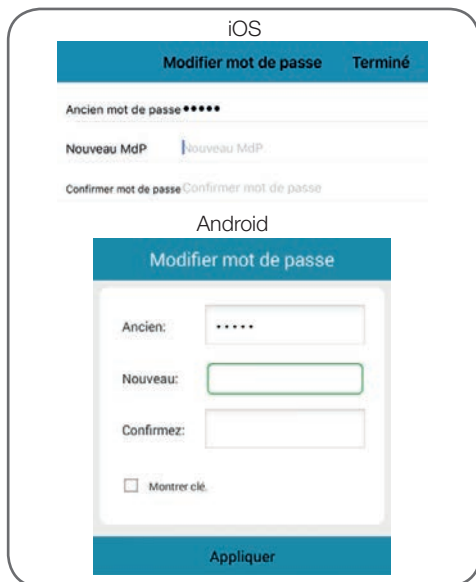 iOS
Modifier mot de passe Terminé
Ancien mot de passe •••••
Nouveau MdP Nouveau MdP
Confirmer mot de passe Confirmer mot de passe
Android
Modifier mot de passe
Ancien: •••••
Nouveau:
Confirmez:
Montrer clé.
Appliquer